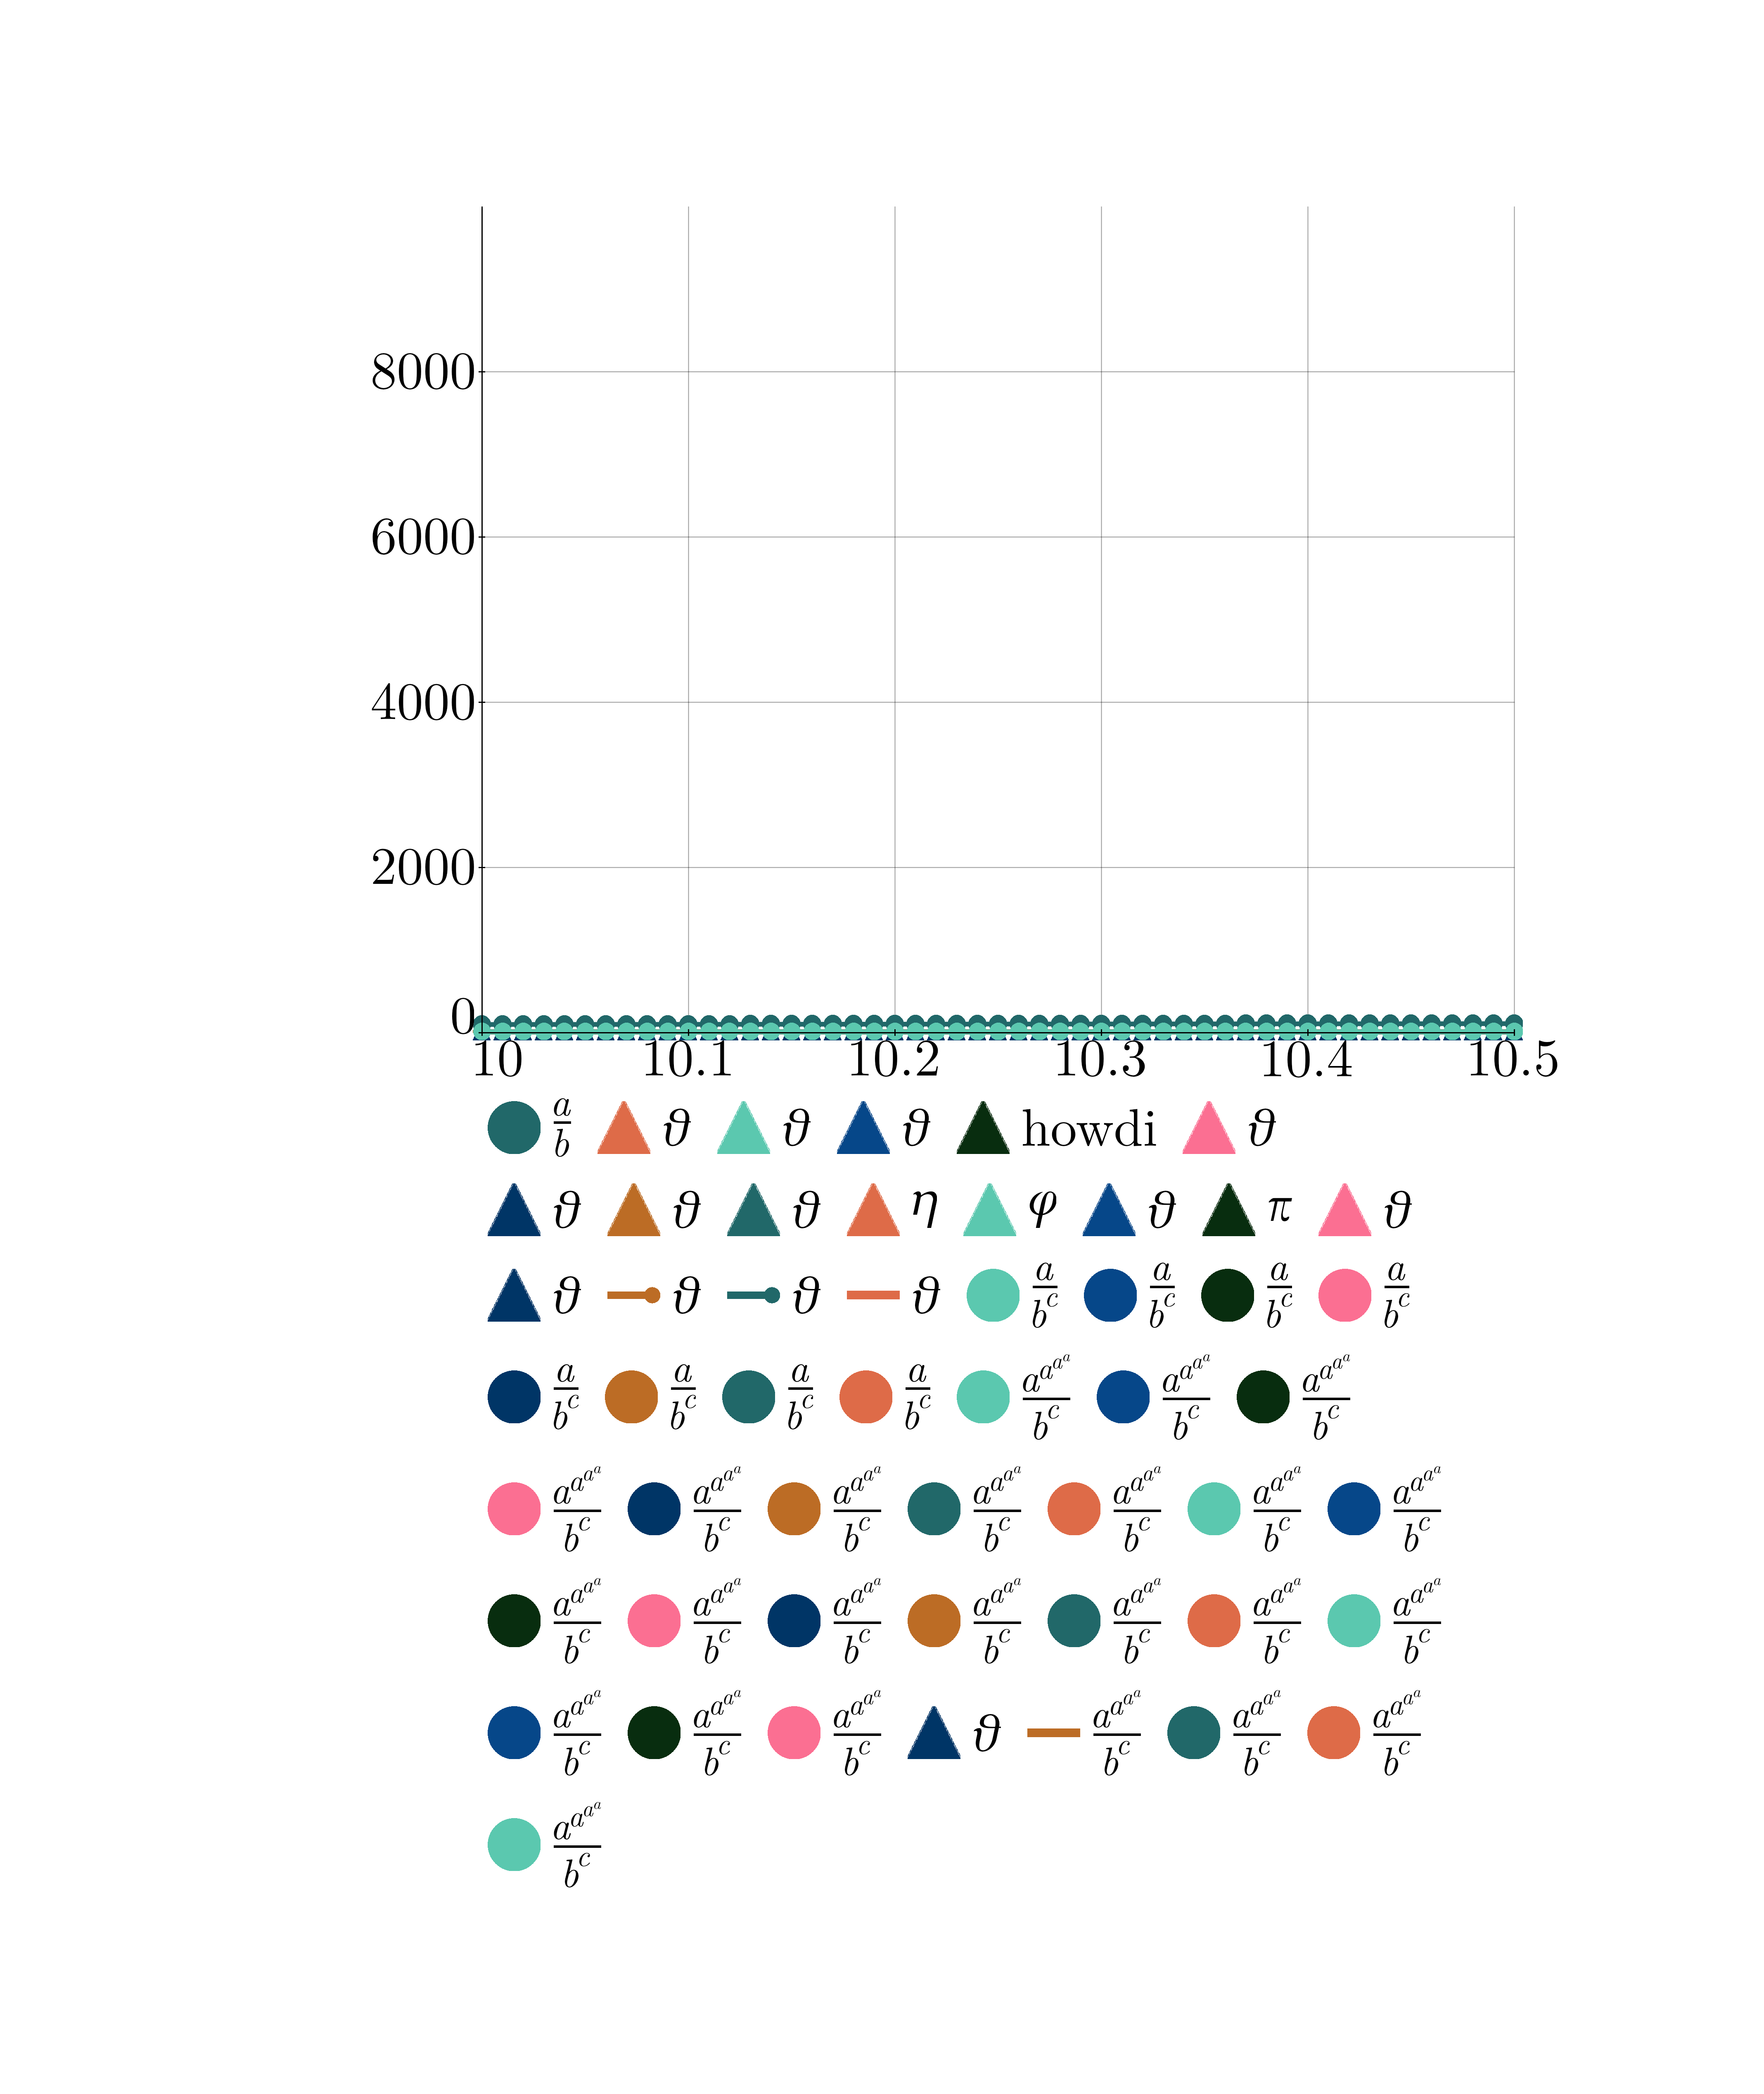 8000
6000
4000
2000
0
10 10.1 10.2 10.3 10.4 10.5
a/b ϑ ϑ ϑ howdi ϑ
ϑ ϑ ϑ η φ ϑ π ϑ
ϑ ϑ ϑ ϑ a/b^c a/b^c a/b^c a/b^c
a/b^c a/b^c a/b^c a/b^c a^{a^{a^a}}/b^c a^{a^{a^a}}/b^c a^{a^{a^a}}/b^c
a^{a^{a^a}}/b^c a^{a^{a^a}}/b^c a^{a^{a^a}}/b^c a^{a^{a^a}}/b^c a^{a^{a^a}}/b^c a^{a^{a^a}}/b^c a^{a^{a^a}}/b^c
a^{a^{a^a}}/b^c a^{a^{a^a}}/b^c a^{a^{a^a}}/b^c a^{a^{a^a}}/b^c a^{a^{a^a}}/b^c a^{a^{a^a}}/b^c a^{a^{a^a}}/b^c
a^{a^{a^a}}/b^c a^{a^{a^a}}/b^c a^{a^{a^a}}/b^c ϑ a^{a^{a^a}}/b^c a^{a^{a^a}}/b^c a^{a^{a^a}}/b^c
a^{a^{a^a}}/b^c